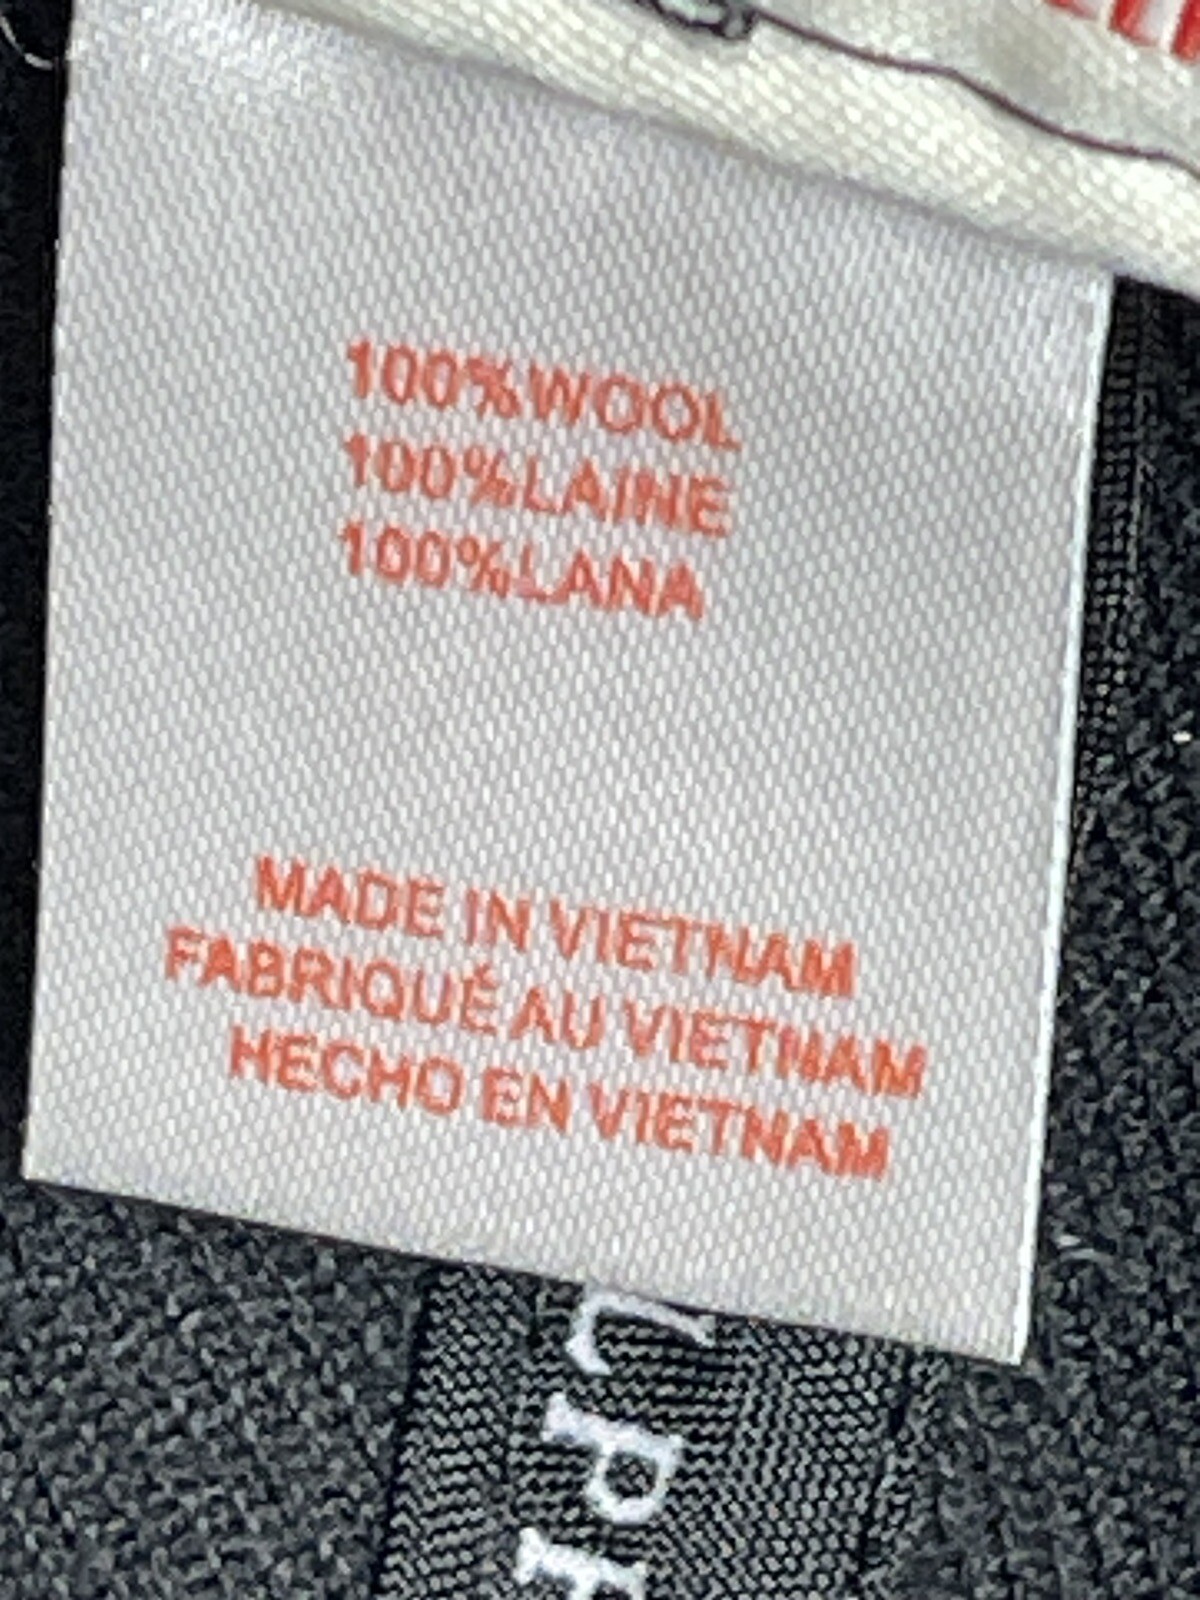 100%WOOL
100%LAINE
100%LANA
MADE IN VIETNAM
FABRIQUÉ AU VIETNAM
HECHO EN VIETNAM